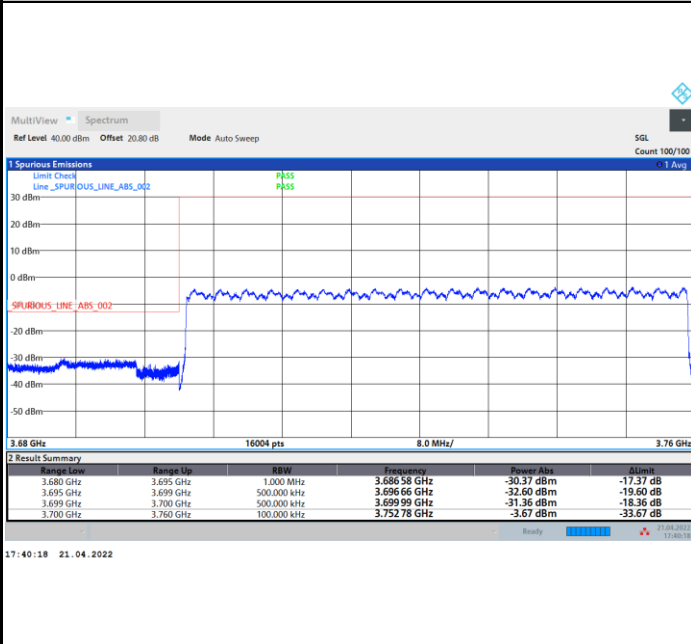 MultiView Spectrum
Ref Level 40.00 dBm Offset 20.80 dB Mode Auto Sweep SGL
Count 100/100
1 Spurious Emissions 1 Avg
Limit Check PASS
Line _SPURIOUS_LINE_ABS_002 PASS
30 dBm
20 dBm
10 dBm
0 dBm
_SPURIOUS_LINE_ABS_002
-20 dBm
-30 dBm
-40 dBm
-50 dBm
3.68 GHz 16004 pts 8.0 MHz/ 3.76 GHz
2 Result Summary
Range Low Range Up RBW Frequency Power Abs ΔLimit
3.680 GHz 3.695 GHz 1.000 MHz 3.686 58 GHz -30.37 dBm -17.37 dB
3.695 GHz 3.699 GHz 500.000 kHz 3.696 66 GHz -32.60 dBm -19.60 dB
3.699 GHz 3.700 GHz 500.000 kHz 3.699 99 GHz -31.36 dBm -18.36 dB
3.700 GHz 3.760 GHz 100.000 kHz 3.752 78 GHz -3.67 dBm -33.67 dB
Ready 21.04.2022
17:40:18
17:40:18 21.04.2022